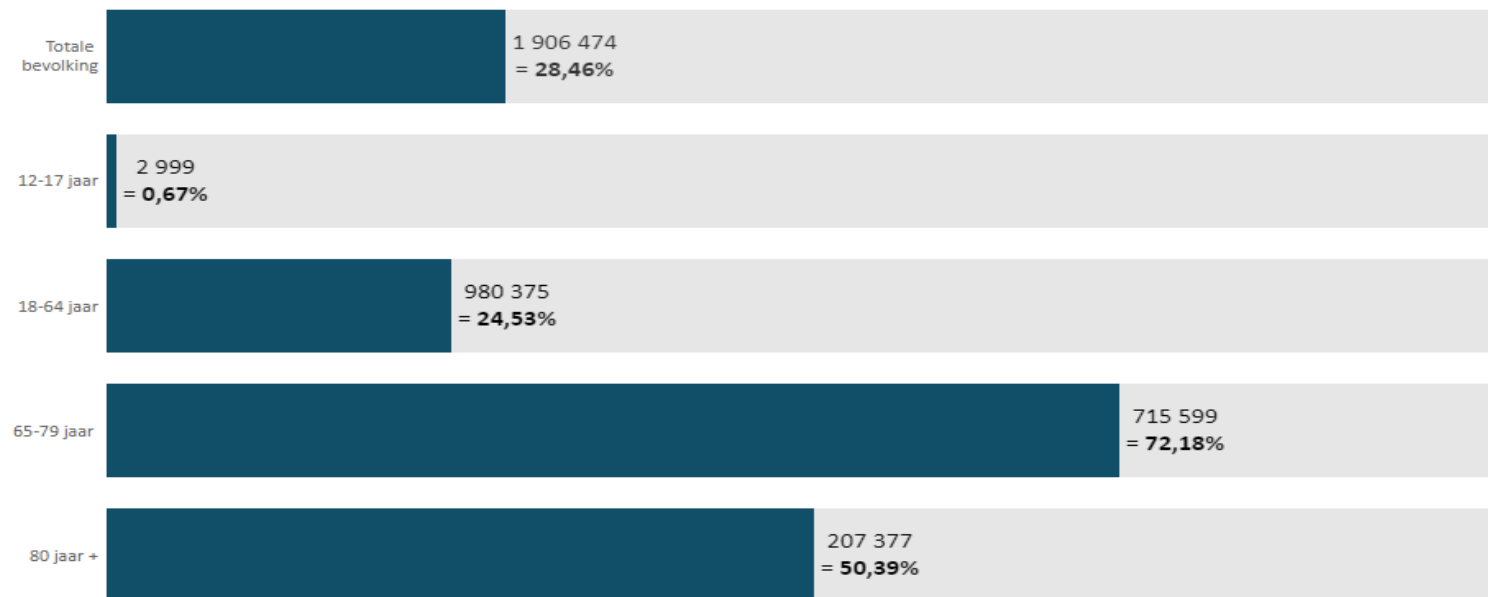 Totale
bevolking
1 906 474
= 28,46%
12-17 jaar
2 999
= 0,67%
18-64 jaar
980 375
= 24,53%
65-79 jaar
715 599
= 72,18%
80 jaar +
207 377
= 50,39%